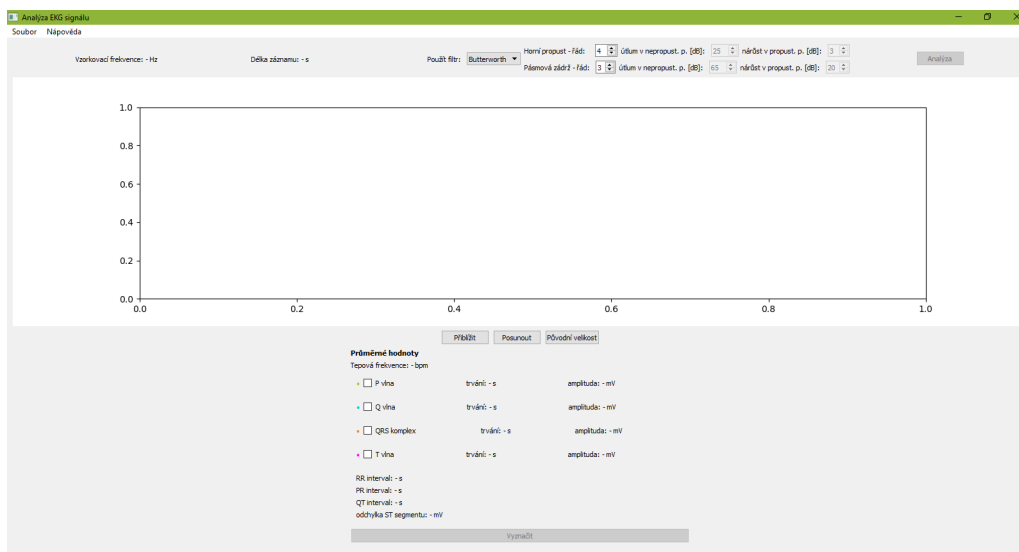 Analýza EKG signálu
Soubor Nápověda
Vzorkovací frekvence: - Hz Délka záznamu: - s Použít filtr: Butterworth Analýza
Horní propust - řád: 4 útlum v nepropust. p. [dB]: 25 nárůst v propust. p. [dB]: 3
Pásmová zádrž - řád: 3 útlum v nepropust. p. [dB]: 65 nárůst v propust. p. [dB]: 20
1.0
0.8
0.6
0.4
0.2
0.0
0.0 0.2 0.4 0.6 0.8 1.0
Přiblížit Posunout Původní velikost
Průměrné hodnoty
Tepová frekvence: - bpm
P vlna trvání: - s amplituda: - mV
Q vlna trvání: - s amplituda: - mV
QRS komplex trvání: - s amplituda: - mV
T vlna trvání: - s amplituda: - mV
RR interval: - s
PR interval: - s
QT interval: - s
odchylka ST segmentu: - mV
Vyznačit